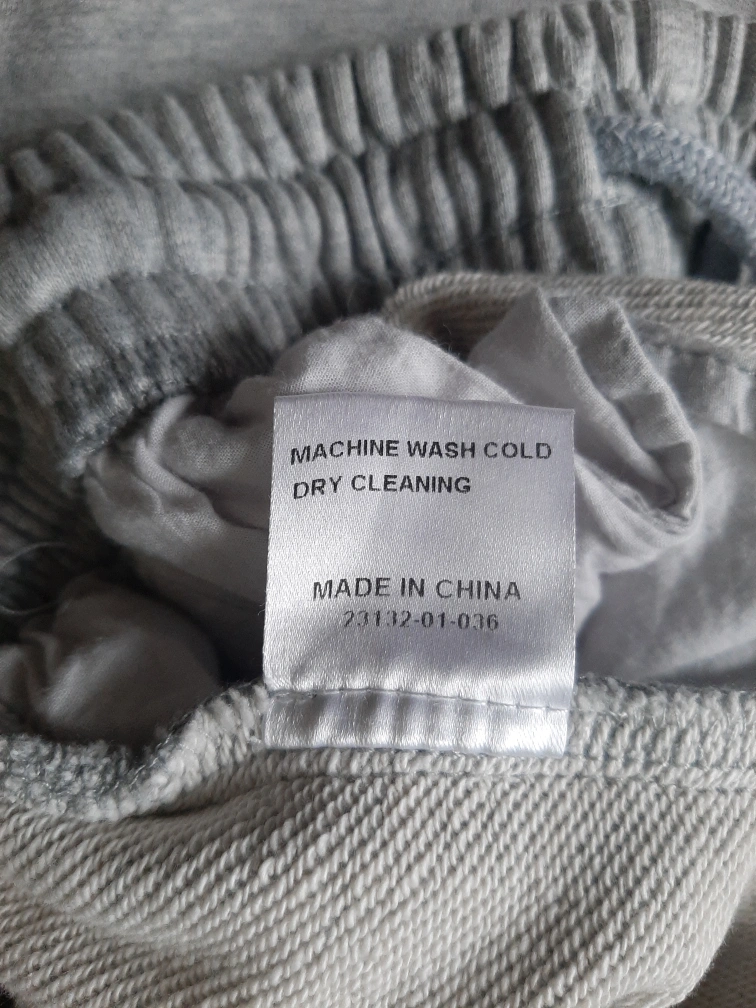 MACHINE WASH COLD
DRY CLEANING
MADE IN CHINA
23132-01-036